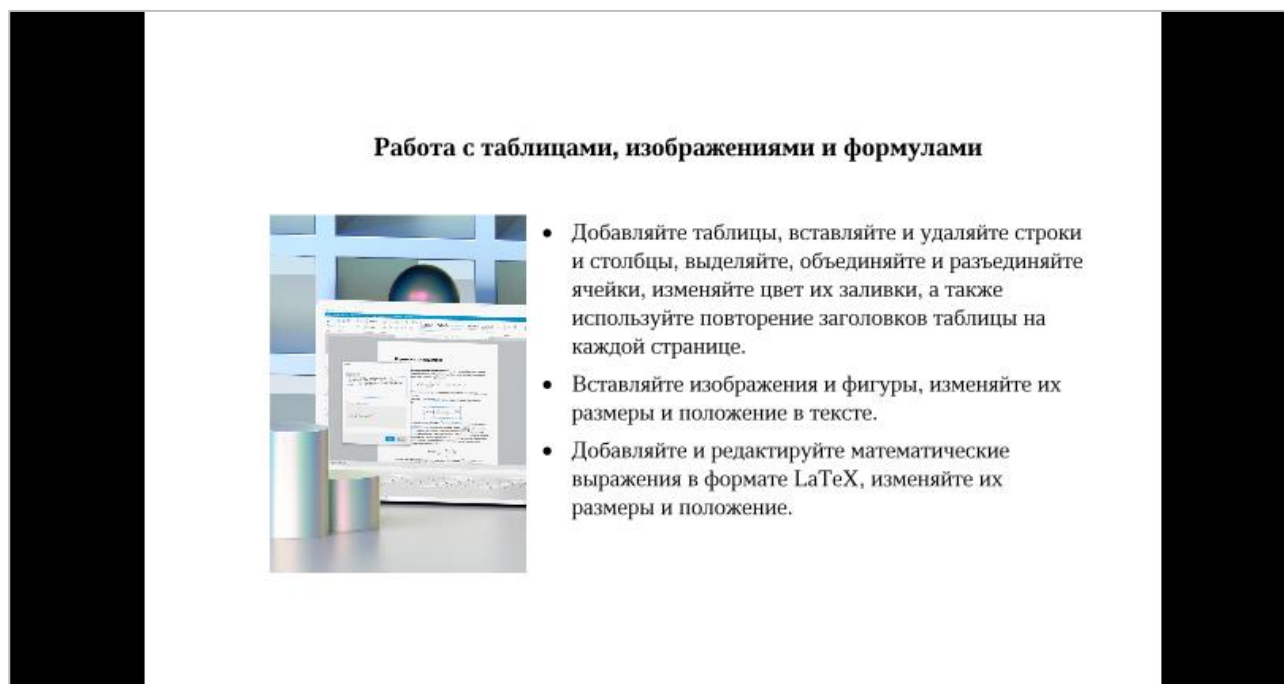 Работа с таблицами, изображениями и формулами
• Добавляйте таблицы, вставляйте и удаляйте строки
и столбцы, выделяйте, объединяйте и разъединяйте
ячейки, изменяйте цвет их заливки, а также
используйте повторение заголовков таблицы на
каждой странице.
• Вставляйте изображения и фигуры, изменяйте их
размеры и положение в тексте.
• Добавляйте и редактируйте математические
выражения в формате LaTeX, изменяйте их
размеры и положение.